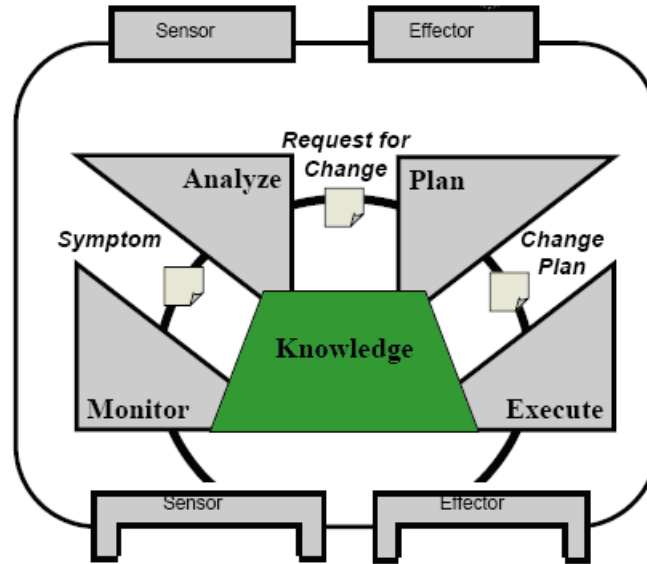 Sensor
Effector
Request for
Change
Analyze
Plan
Symptom
Change
Plan
Knowledge
Monitor
Execute
Sensor
Effector